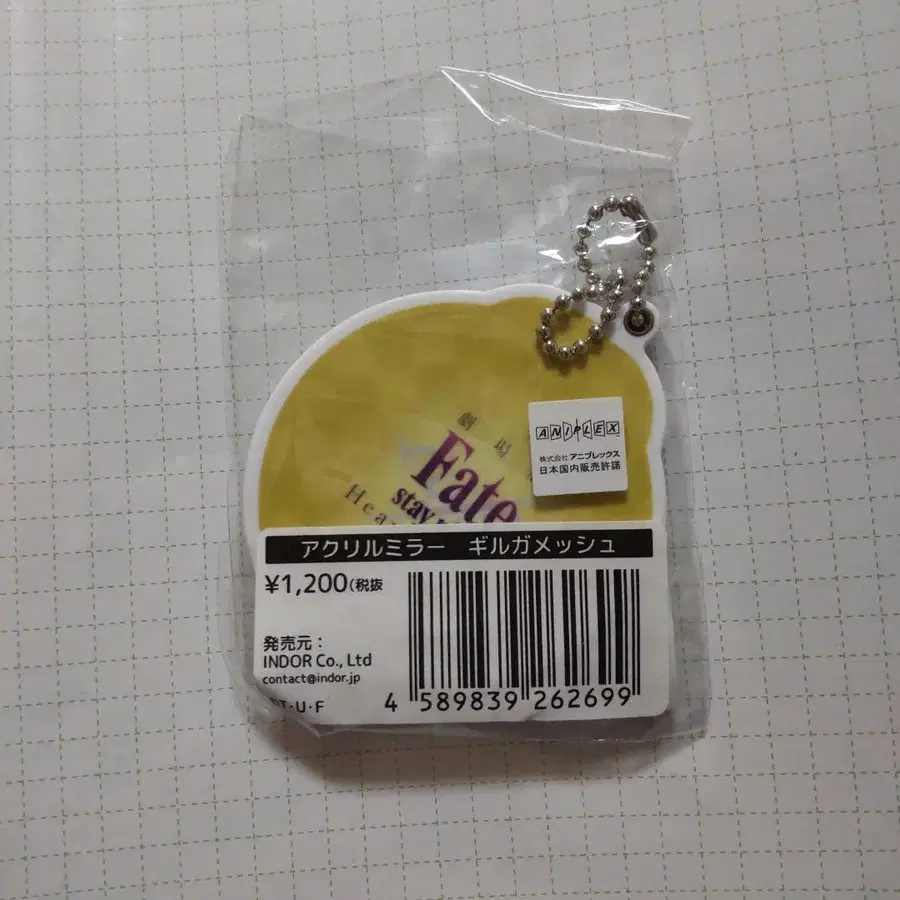 劇場
Fate
stay
Hea
ANIPLEX
株式会社アニプレックス
日本国内販売許諾
アクリルミラー ギルガメッシュ
¥1,200(税抜
発売元：
INDOR Co., Ltd
contact@indor.jp
・U・F
4 589839 262699